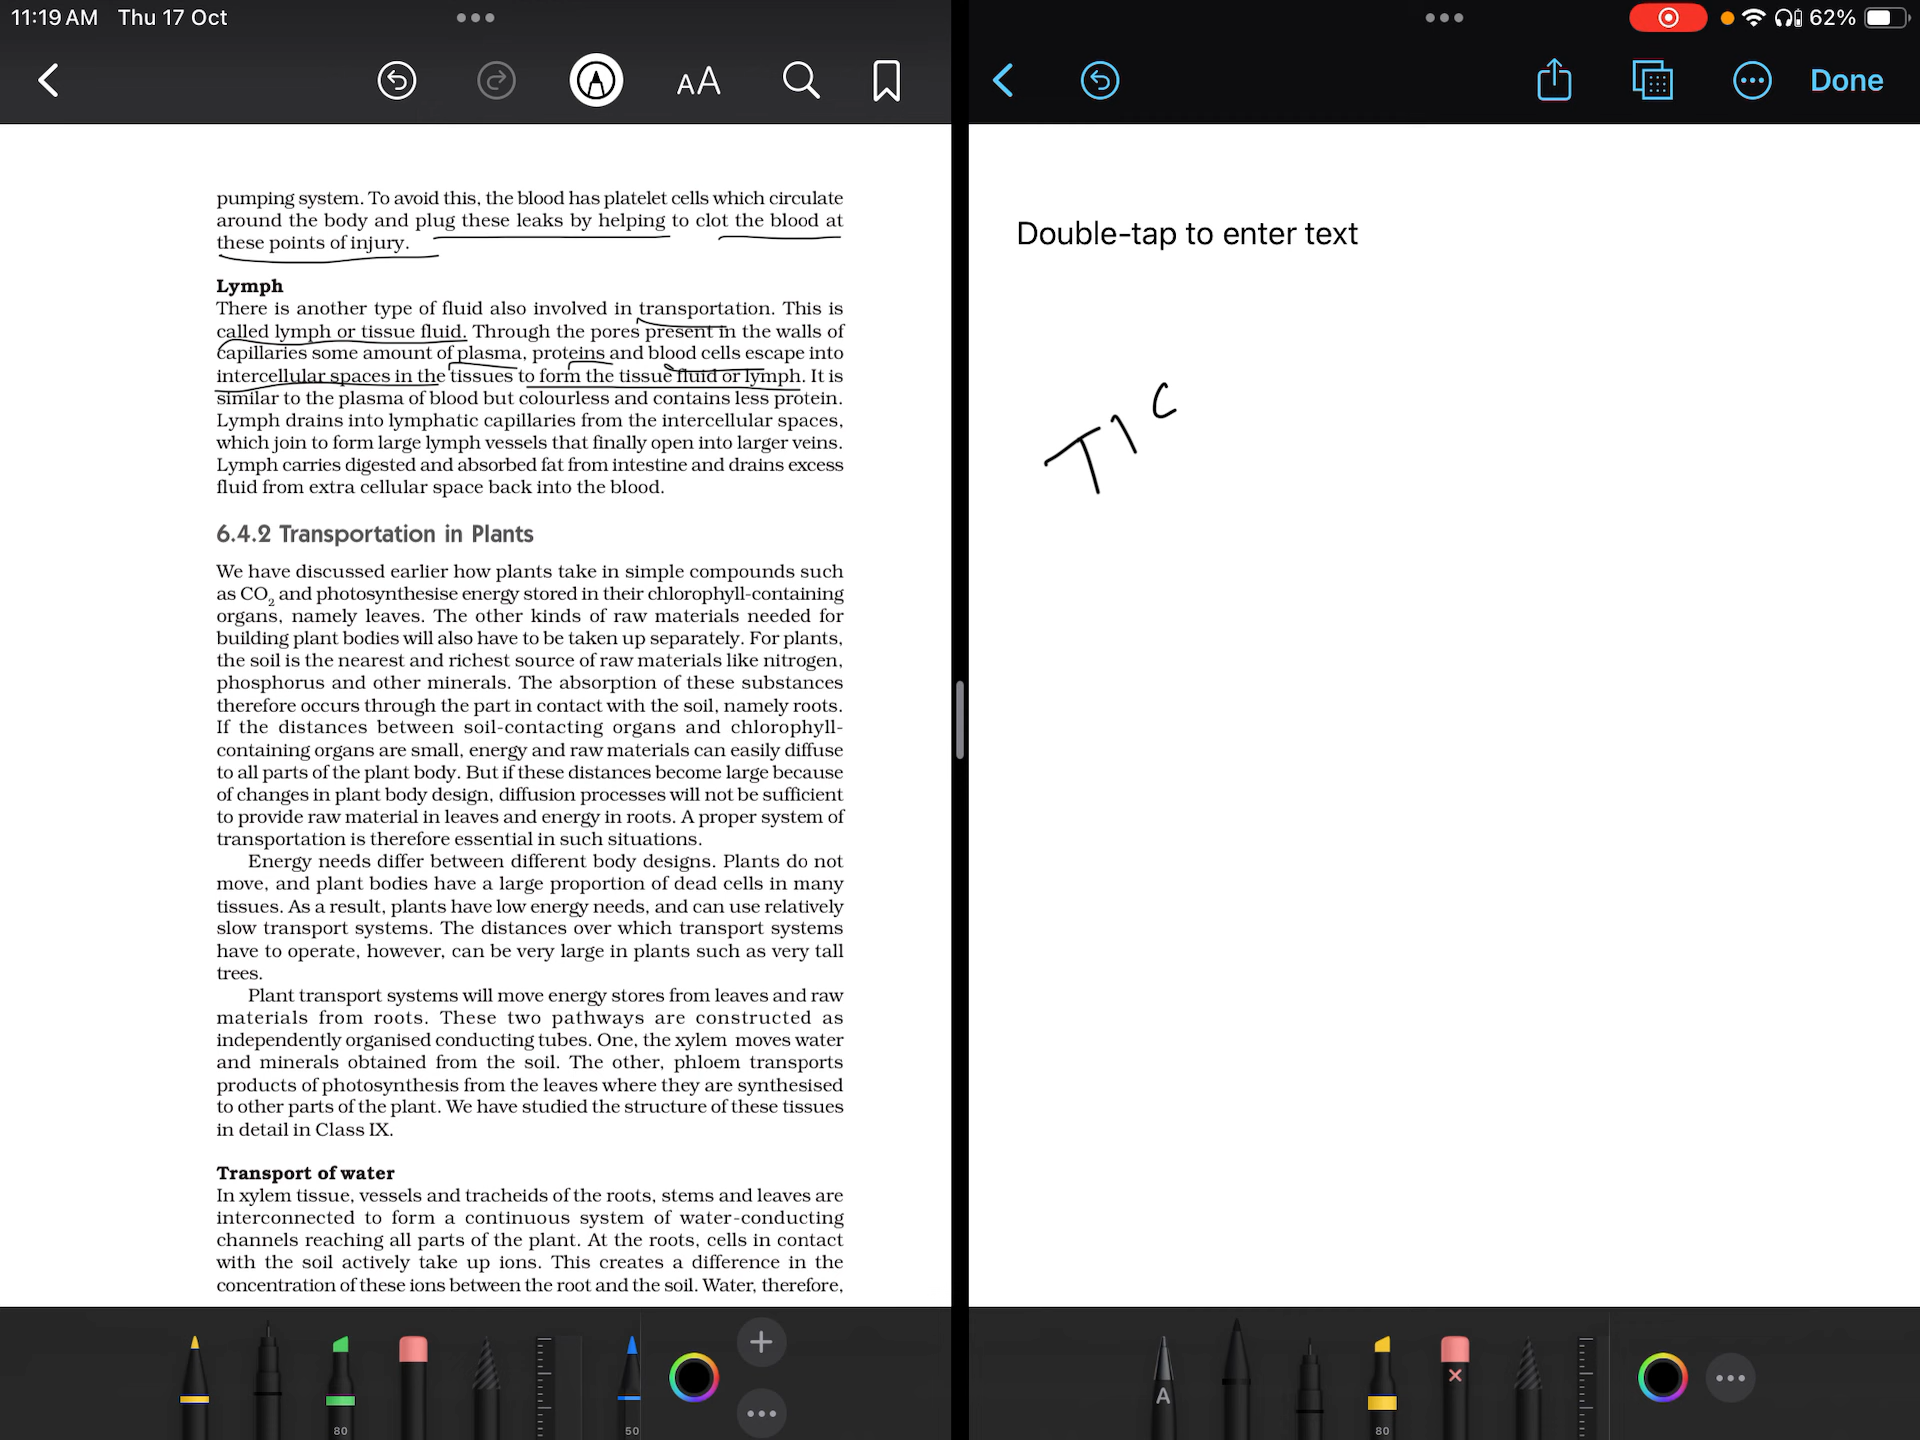 11:19 AM Thu 17 Oct
62%
Done
pumping system. To avoid this, the blood has platelet cells which circulate
around the body and plug these leaks by helping to clot the blood at
these points of injury.
Lymph
There is another type of fluid also involved in transportation. This is
called lymph or tissue fluid. Through the pores present in the walls of
capillaries some amount of plasma, proteins and blood cells escape into
intercellular spaces in the tissues to form the tissue fluid or lymph. It is
similar to the plasma of blood but colourless and contains less protein.
Lymph drains into lymphatic capillaries from the intercellular spaces,
which join to form large lymph vessels that finally open into larger veins.
Lymph carries digested and absorbed fat from intestine and drains excess
fluid from extra cellular space back into the blood.
6.4.2 Transportation in Plants
We have discussed earlier how plants take in simple compounds such
as CO₂ and photosynthesise energy stored in their chlorophyll-containing
organs, namely leaves. The other kinds of raw materials needed for
building plant bodies will also have to be taken up separately. For plants,
the soil is the nearest and richest source of raw materials like nitrogen,
phosphorus and other minerals. The absorption of these substances
therefore occurs through the part in contact with the soil, namely roots.
If the distances between soil-contacting organs and chlorophyll-
containing organs are small, energy and raw materials can easily diffuse
to all parts of the plant body. But if these distances become large because
of changes in plant body design, diffusion processes will not be sufficient
to provide raw material in leaves and energy in roots. A proper system of
transportation is therefore essential in such situations.
Energy needs differ between different body designs. Plants do not
move, and plant bodies have a large proportion of dead cells in many
tissues. As a result, plants have low energy needs, and can use relatively
slow transport systems. The distances over which transport systems
have to operate, however, can be very large in plants such as very tall
trees.
Plant transport systems will move energy stores from leaves and raw
materials from roots. These two pathways are constructed as
independently organised conducting tubes. One, the xylem moves water
and minerals obtained from the soil. The other, phloem transports
products of photosynthesis from the leaves where they are synthesised
to other parts of the plant. We have studied the structure of these tissues
in detail in Class IX.
Transport of water
In xylem tissue, vessels and tracheids of the roots, stems and leaves are
interconnected to form a continuous system of water-conducting
channels reaching all parts of the plant. At the roots, cells in contact
with the soil actively take up ions. This creates a difference in the
concentration of these ions between the root and the soil. Water, therefore,
80
50
Double-tap to enter text
A
80